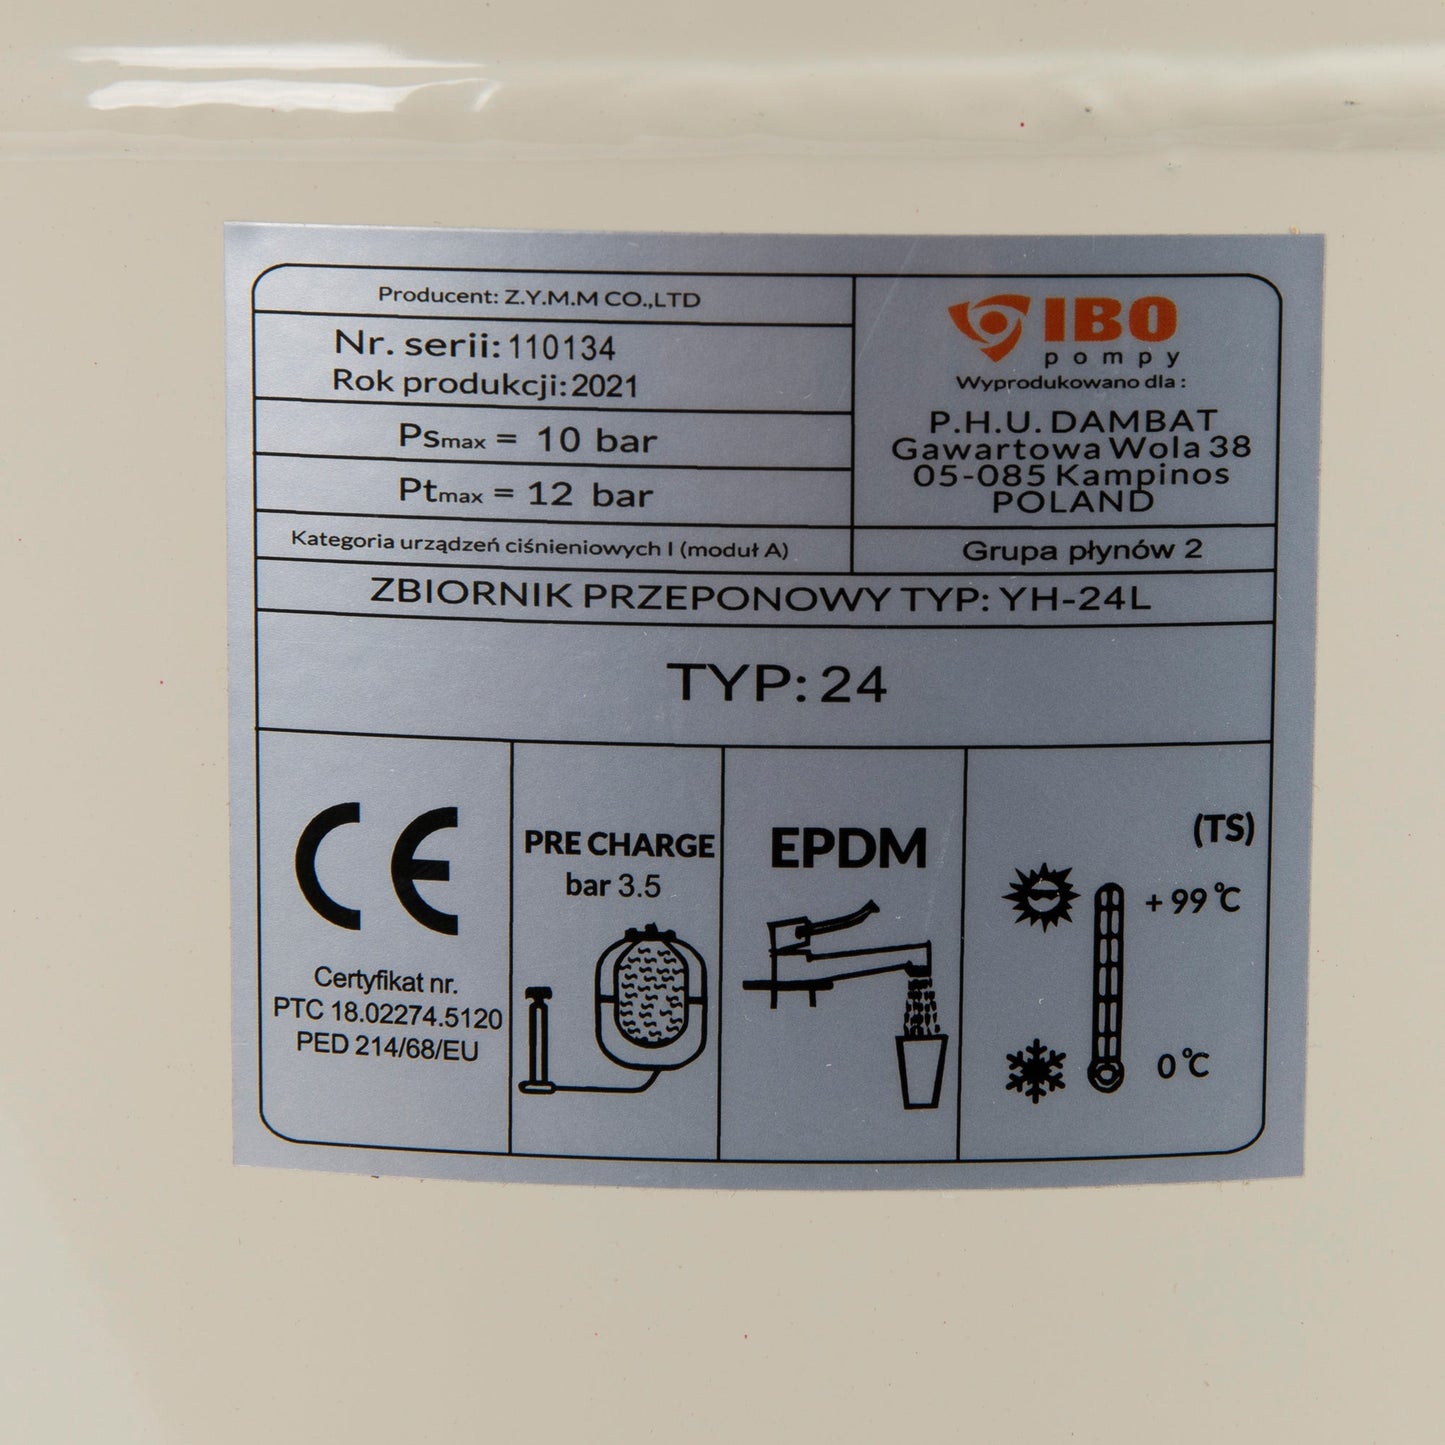 Producent: Z.Y.M.M CO.,LTD
Nr. serii: 110134
Rok produkcji: 2021
Psmax = 10 bar
Ptmax = 12 bar
Kategoria urządzeń ciśnieniowych I (moduł A)
IBO
pompy
Wyprodukowano dla :
P.H.U. DAMBAT
Gawartowa Wola 38
05-085 Kampinos
POLAND
Grupa płynów 2
ZBIORNIK PRZEPONOWY TYP: YH-24L
TYP: 24
CE
Certyfikat nr.
PTC 18.02274.5120
PED 214/68/EU
PRE CHARGE
bar 3.5
EPDM
(TS)
+ 99 °C
0 °C